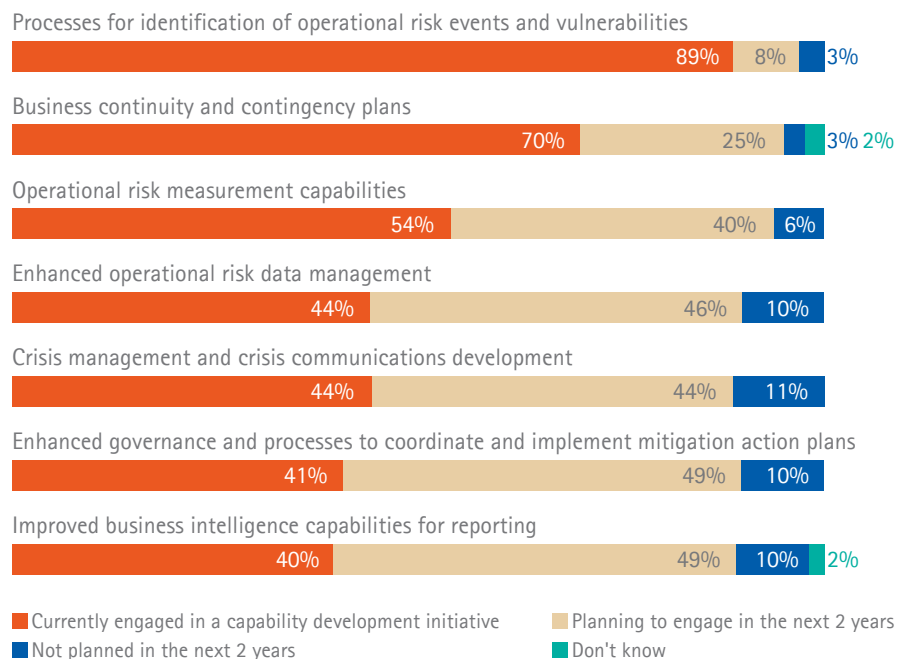 Processes for identification of operational risk events and vulnerabilities
89% 8% 3%
Business continuity and contingency plans
70% 25% 3% 2%
Operational risk measurement capabilities
54% 40% 6%
Enhanced operational risk data management
44% 46% 10%
Crisis management and crisis communications development
44% 44% 11%
Enhanced governance and processes to coordinate and implement mitigation action plans
41% 49% 10%
Improved business intelligence capabilities for reporting
40% 49% 10% 2%
Currently engaged in a capability development initiative Planning to engage in the next 2 years
Not planned in the next 2 years Don't know